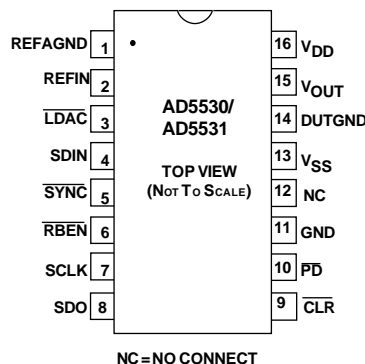 REFAGND 1
REFIN 2
LDAC 3
SDIN 4
SYNC 5
RBEN 6
SCLK 7
SDO 8
AD5530/
AD5531
TOP VIEW
(NOT TO SCALE)
16 VDD
15 VOUT
14 DUTGND
13 VSS
12 NC
11 GND
10 PD
9 CLR
NC = NO CONNECT